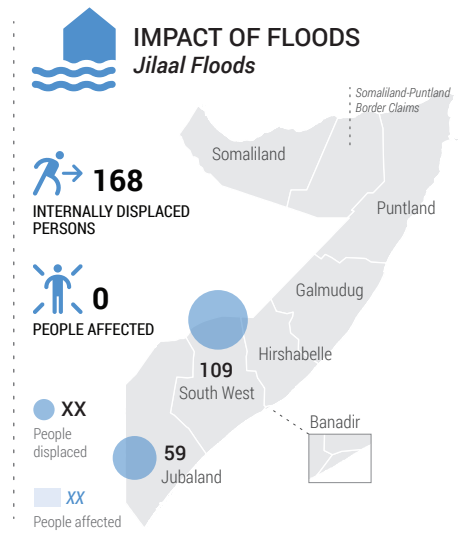 IMPACT OF FLOODS
Jilaal Floods
Somaliland-Puntland
Border Claims
Somaliland
168
INTERNALLY DISPLACED
PERSONS
Puntland
0
PEOPLE AFFECTED
Galmudug
Hirshabelle
109
South West
XX
People
displaced
Banadir
59
Jubaland
XX
People affected